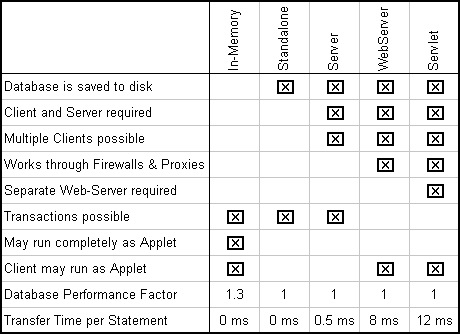 In-Memory Standalone Server WebServer Servlet
Database is saved to disk
Client and Server required
Multiple Clients possible
Works through Firewalls & Proxies
Separate Web-Server required
Transactions possible
May run completely as Applet
Client may run as Applet
Database Performance Factor 1.3 1 1 1 1
Transfer Time per Statement 0 ms 0 ms 0.5 ms 8 ms 12 ms